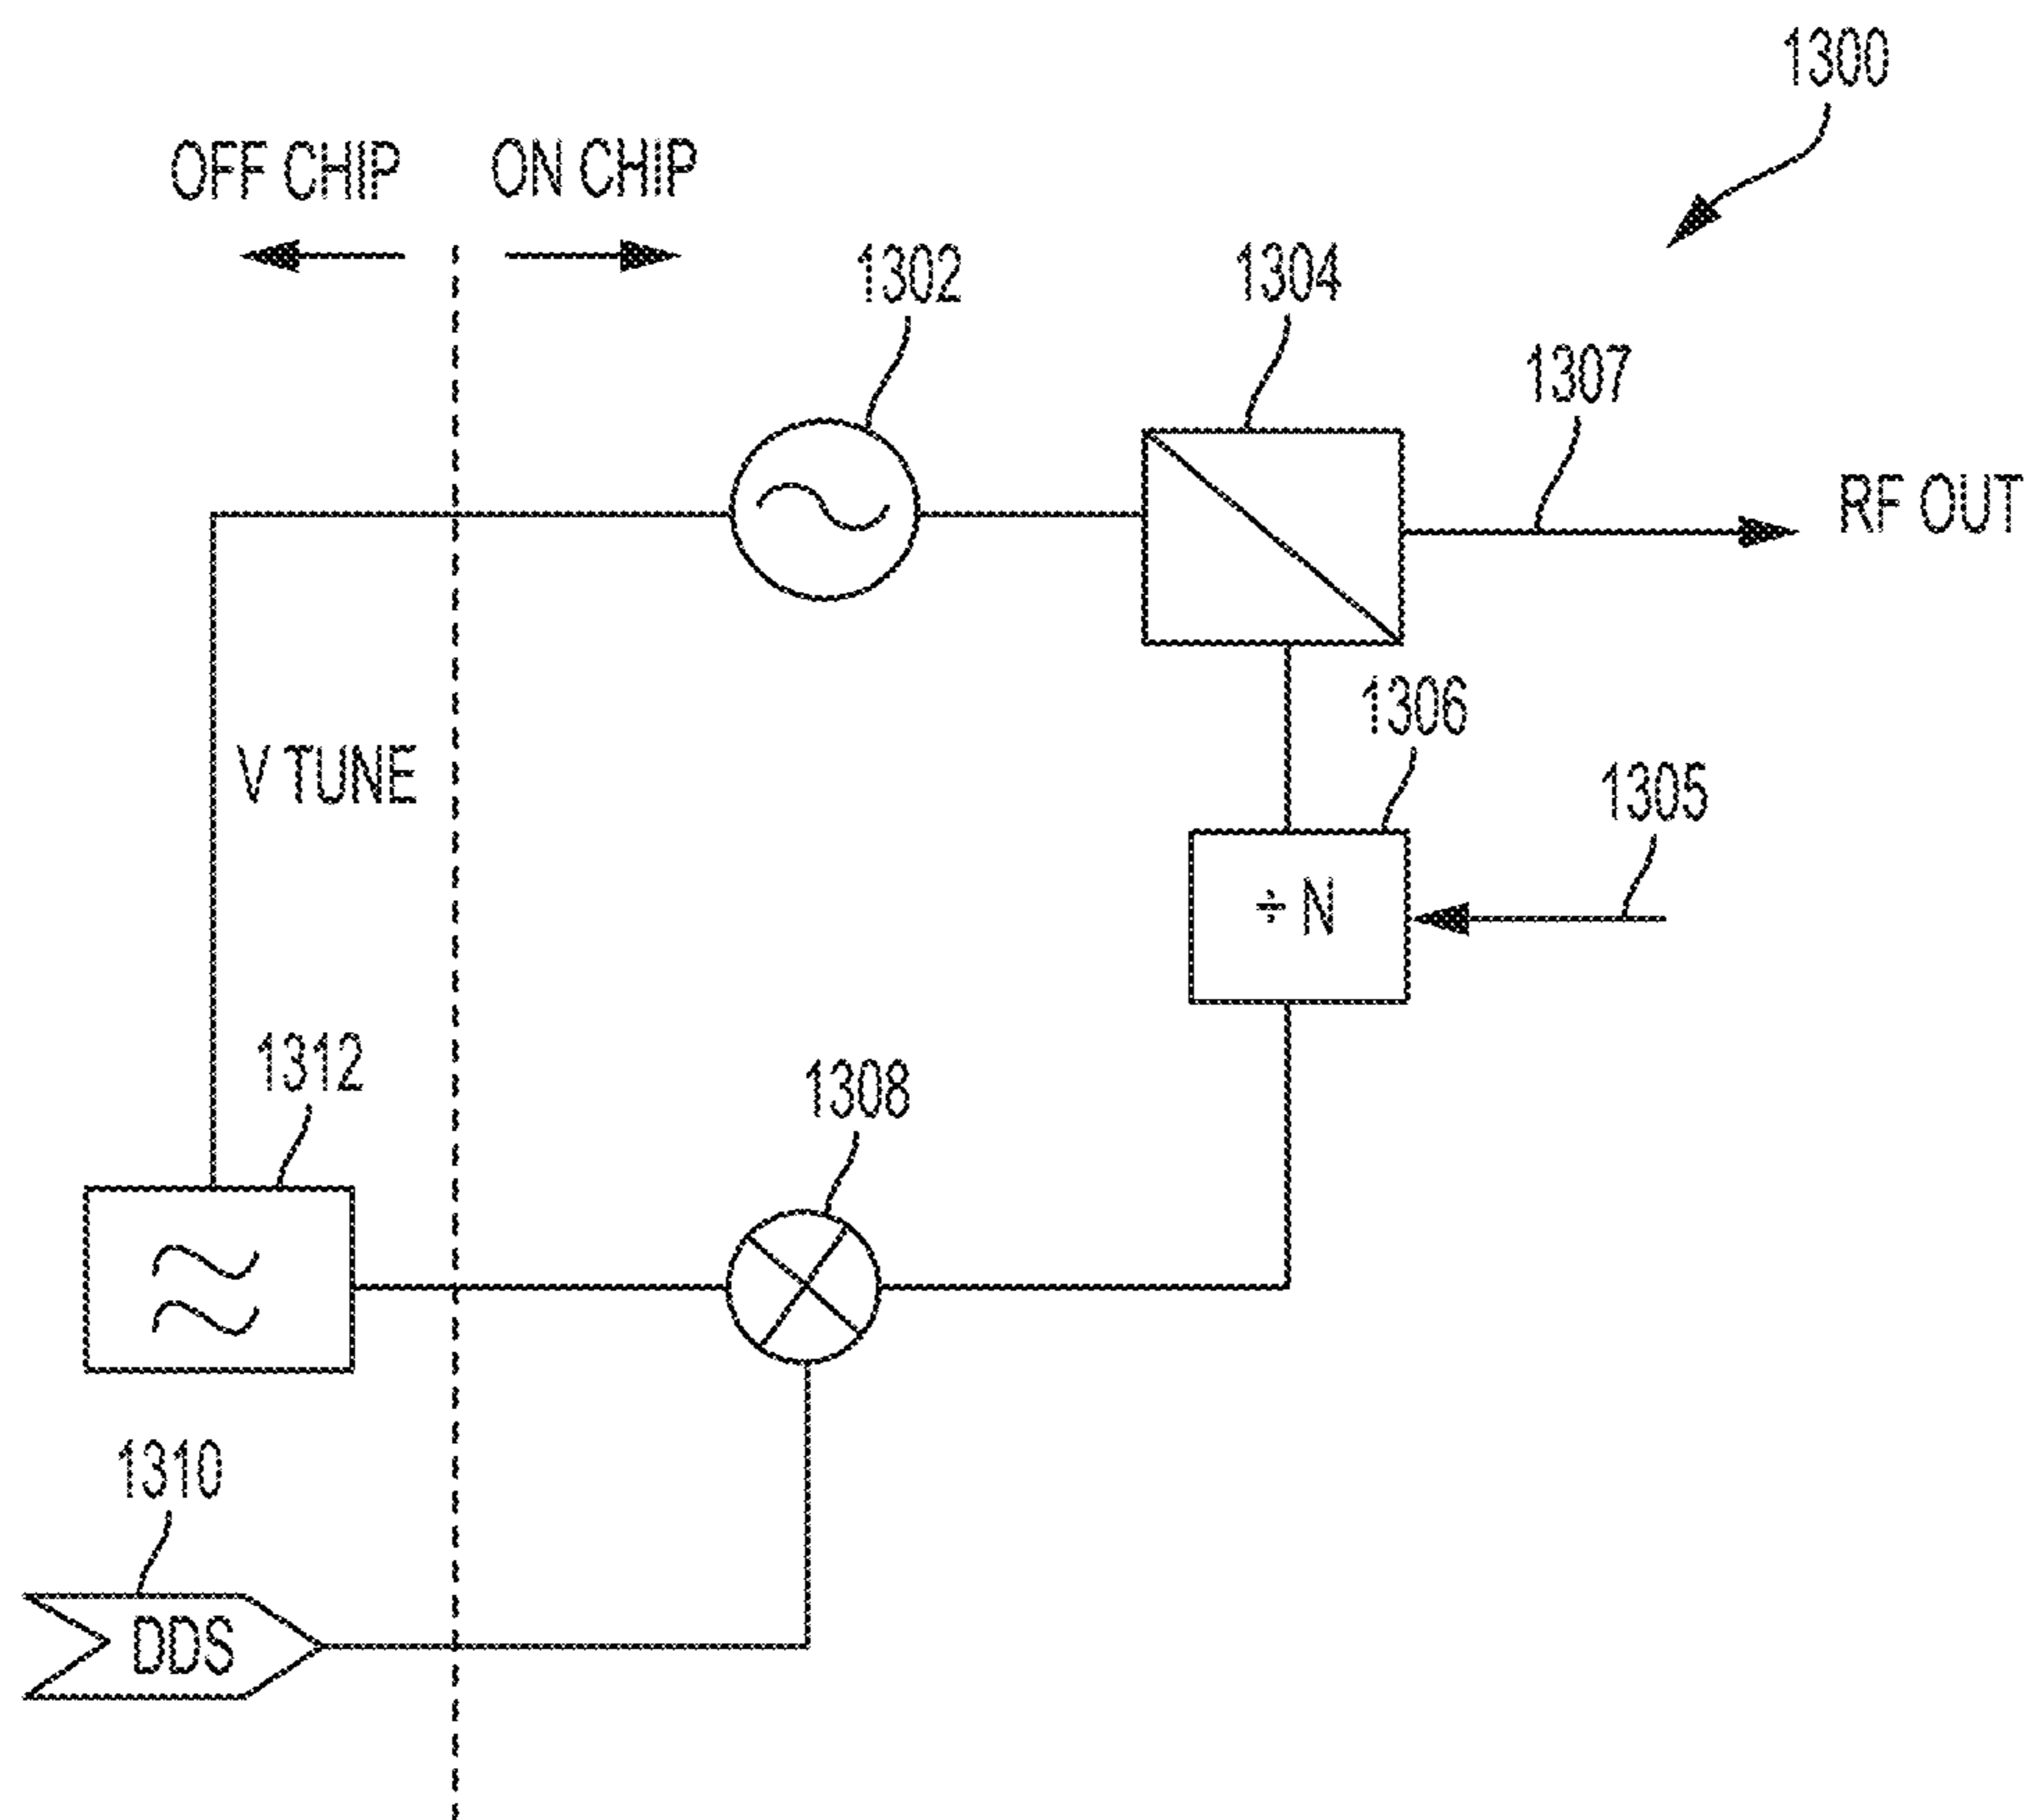 1300
OFF CHIP
ON CHIP
1302
1304
1307
RF OUT
V TUNE
1306
1305
÷ N
1312
1308
1310
DDS